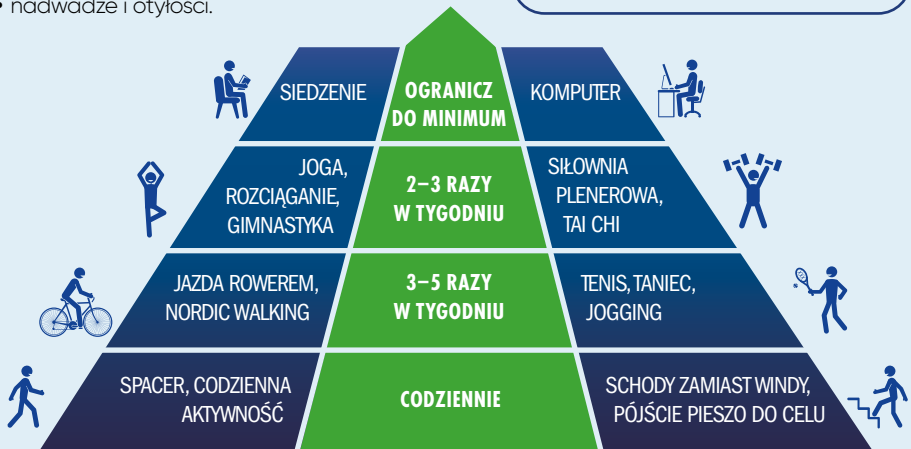 • nadwadze i otyłości.
SIEDZENIE
OGRANICZ
DO MINIMUM
KOMPUTER
JOGA,
ROZCIĄGANIE,
GIMNASTYKA
2–3 RAZY
W TYGODNIU
SIŁOWNIA
PLENEROWA,
TAI CHI
JAZDA ROWEREM,
NORDIC WALKING
3–5 RAZY
W TYGODNIU
TENIS, TANIEC,
JOGGING
SPACER, CODZIENNA
AKTYWNOŚĆ
CODZIENNIE
SCHODY ZAMIAST WINDY,
PÓJŚCIE PIESZO DO CELU